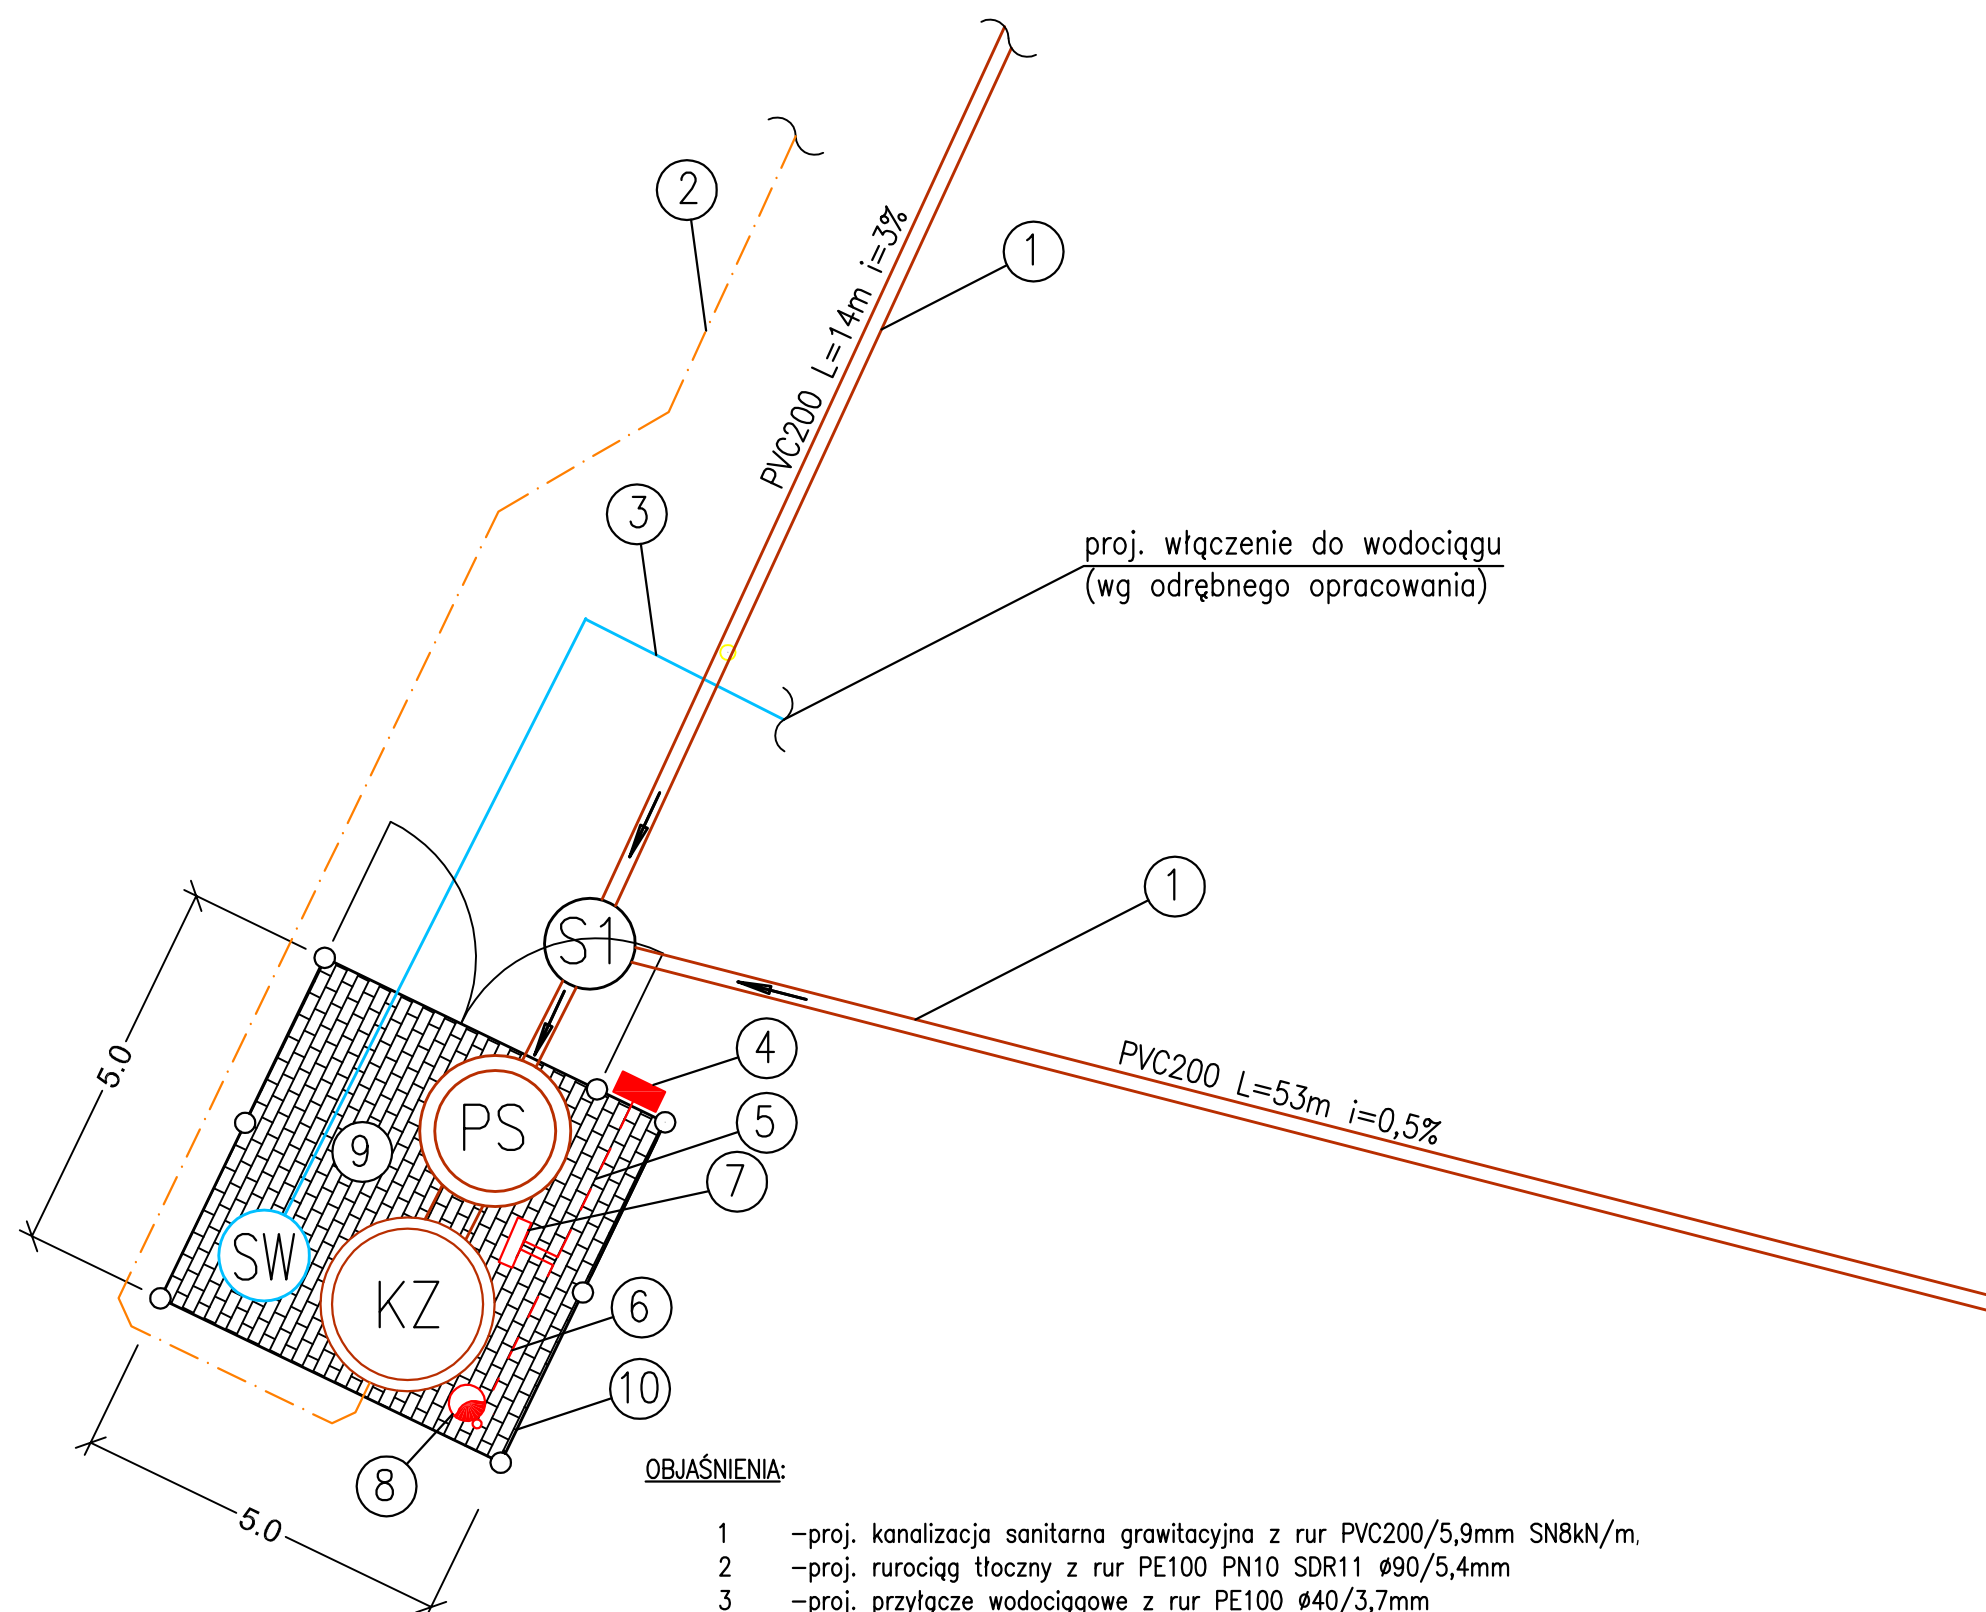 2
1
PVC200 L=14m i=3%
3
proj. włączenie do wodociągu
(wg odrębnego opracowania)
1
S1
4
PVC200 L=53m i=0,5%
5.0
5
PS
9
7
SW
KZ
6
10
8
5.0
OBJAŚNIENIA:
1 –proj. kanalizacja sanitarna grawitacyjna z rur PVC200/5,9mm SN8kN/m,
2 –proj. rurociąg tłoczny z rur PE100 PN10 SDR11 ø90/5,4mm
3 –proj. przyłącze wodociągowe z rur PE100 ø40/3,7mm